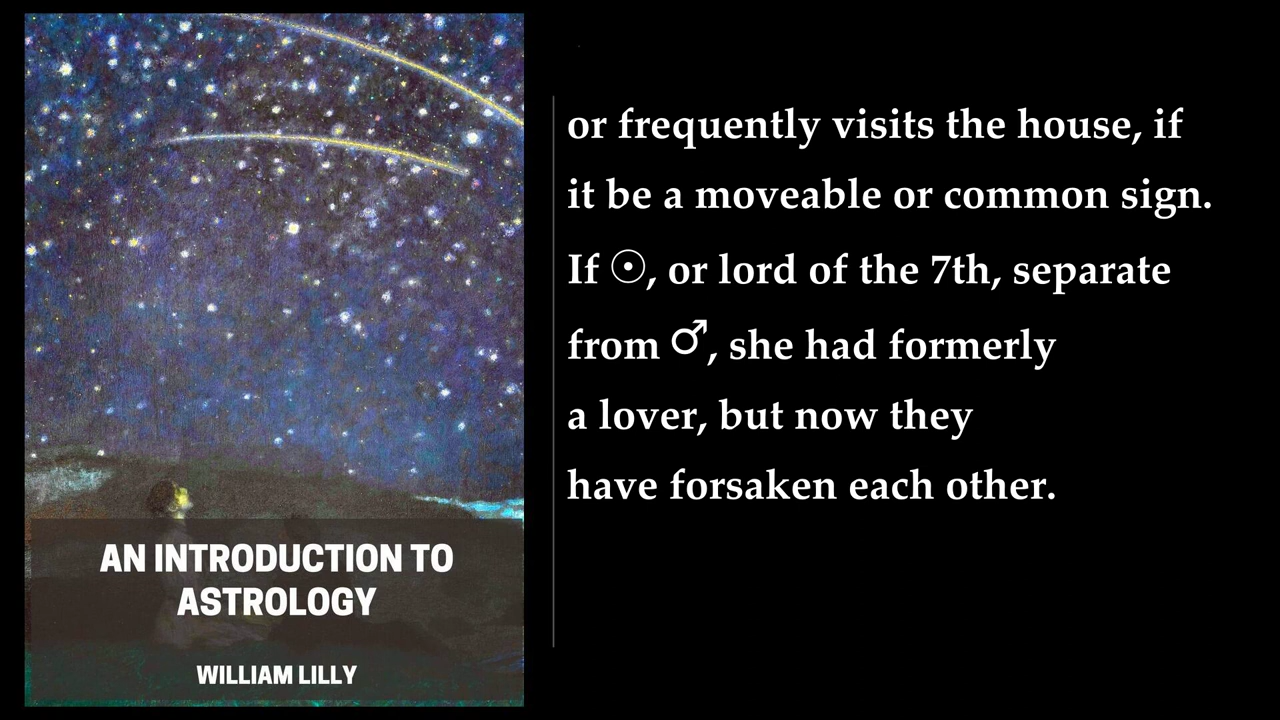 AN INTRODUCTION TO
ASTROLOGY
WILLIAM LILLY
or frequently visits the house, if
it be a moveable or common sign.
If ☉, or lord of the 7th, separate
from ♂, she had formerly
a lover, but now they
have forsaken each other.